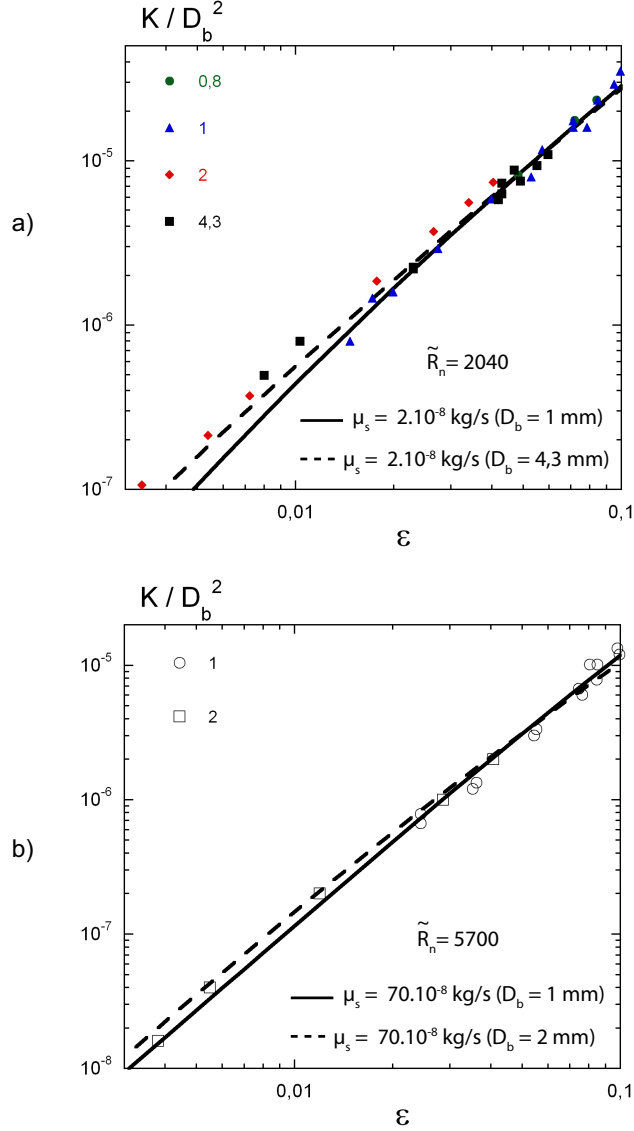 K / D_b^2
a)
10^-5
10^-6
10^-7
0,8
1
2
4,3
R̃_n = 2040
μ_s = 2.10^-8 kg/s (D_b = 1 mm)
μ_s = 2.10^-8 kg/s (D_b = 4,3 mm)
0,01
0,1
ε
K / D_b^2
b)
10^-5
10^-6
10^-7
10^-8
1
2
R̃_n = 5700
μ_s = 70.10^-8 kg/s (D_b = 1 mm)
μ_s = 70.10^-8 kg/s (D_b = 2 mm)
0,01
0,1
ε